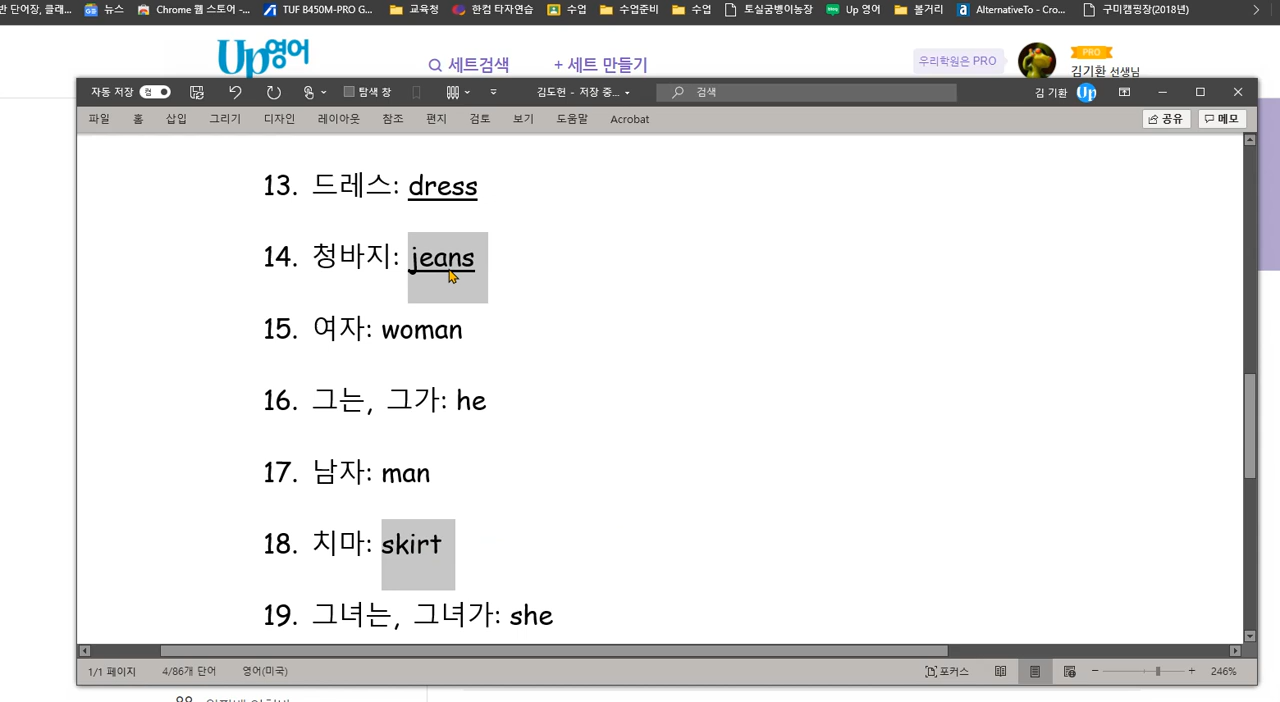 반 단어장, 클래... 뉴스 Chrome 웹 스토어 -... TUF B450M-PRO G... 교육청 한컴 타자연습 수업 수업준비 수업 토실굼벵이농장 Up 영어 볼거리 AlternativeTo - Cro... 구미캠핑장(2018년)
Up영어 세트검색 + 세트 만들기 우리학원은 PRO PRO
김기환 선생님
자동 저장 컴 탐색 창 김도현 - 저장 중... 검색 김 기환 Up
파일 홈 삽입 그리기 디자인 레이아웃 참조 편지 검토 보기 도움말 Acrobat 공유 메모
13. 드레스: dress
14. 청바지: jeans
15. 여자: woman
16. 그는, 그가: he
17. 남자: man
18. 치마: skirt
19. 그녀는, 그녀가: she
1/1 페이지 4/86개 단어 영어(미국) 포커스 246%